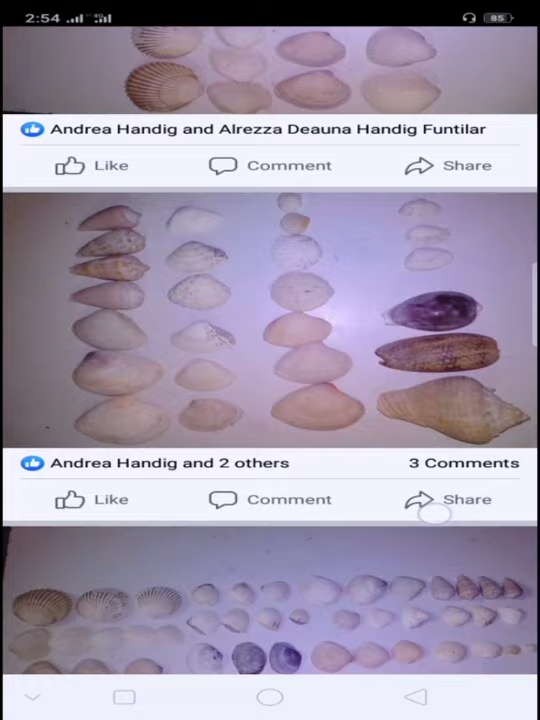 2:54 4G 85
Andrea Handig and Alrezza Deauna Handig Funtilar
Like Comment Share
Andrea Handig and 2 others 3 Comments
Like Comment Share